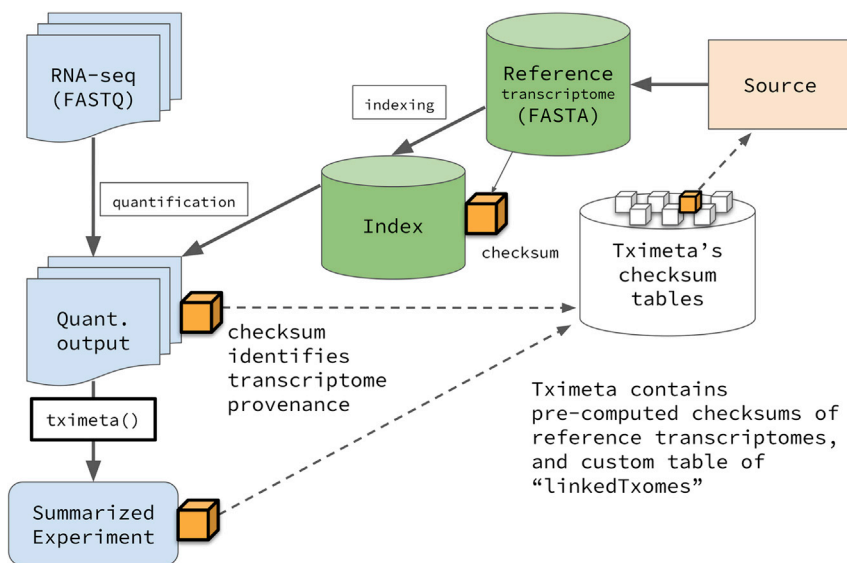 RNA-seq
(FASTQ)
indexing
Reference
transcriptome
(FASTA)
Source
quantification
Index
checksum
Tximeta's
checksum
tables
Quant.
output
checksum
identifies
transcriptome
provenance
tximeta()
Tximeta contains
pre-computed checksums of
reference transcriptomes,
and custom table of
“linkedTxomes”
Summarized
Experiment